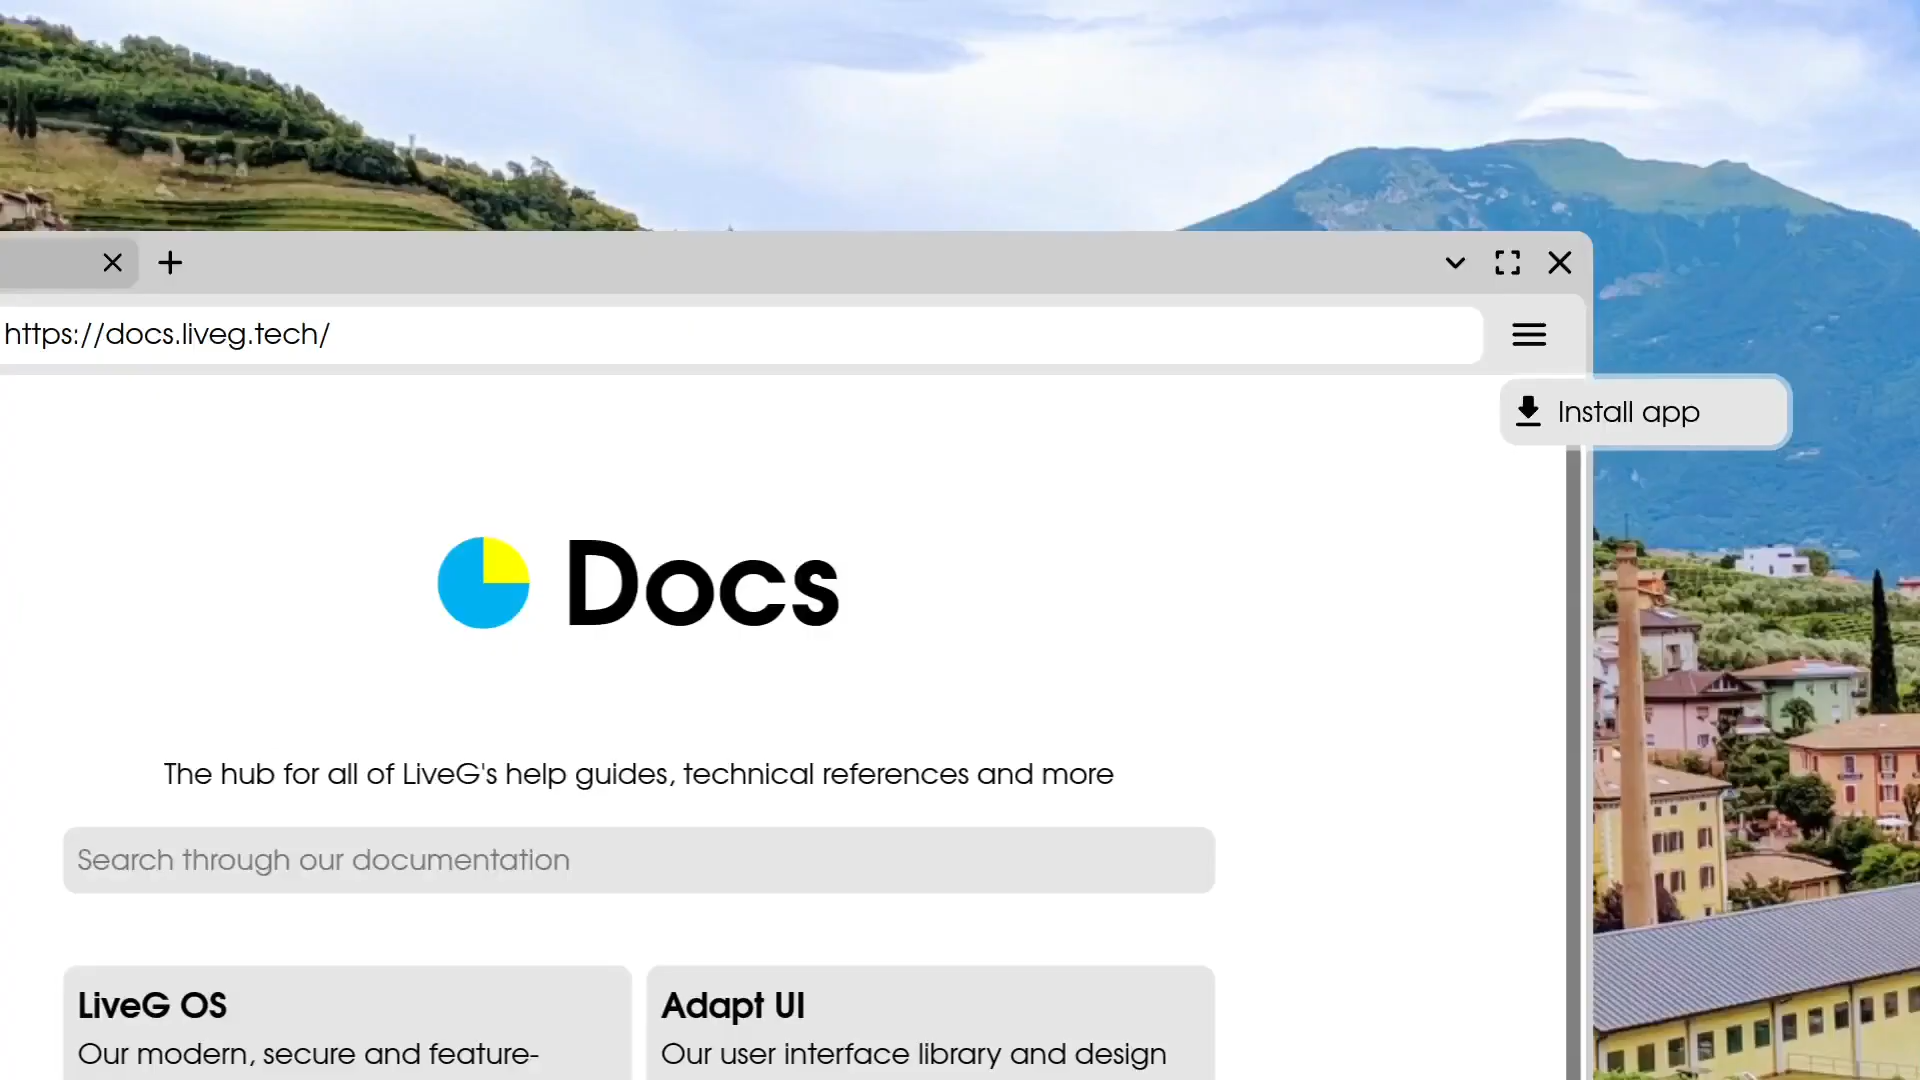 https://docs.liveg.tech/
Install app
Docs
The hub for all of LiveG's help guides, technical references and more
Search through our documentation
LiveG OS
Our modern, secure and feature-
Adapt UI
Our user interface library and design